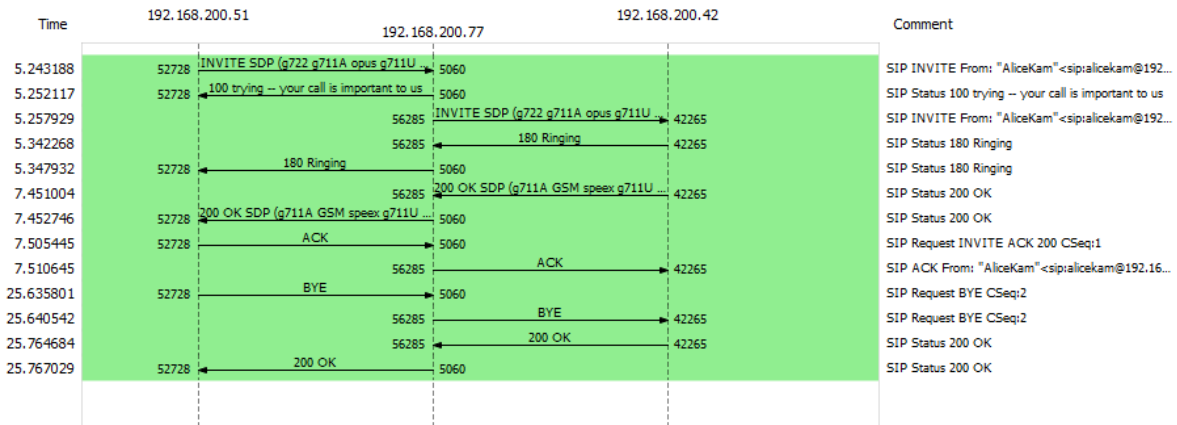 192.168.200.51 192.168.200.42
Time 192.168.200.77 Comment
5.243188 52728 INVITE SDP (g722 g711A opus g711U ... 5060 SIP INVITE From: "AliceKam"<sip:alicekam@192...
5.252117 52728 100 trying -- your call is important to us 5060 SIP Status 100 trying -- your call is important to us
5.257929 56285 INVITE SDP (g722 g711A opus g711U ... 42265 SIP INVITE From: "AliceKam"<sip:alicekam@192...
5.342268 56285 180 Ringing 42265 SIP Status 180 Ringing
5.347932 52728 180 Ringing 5060 SIP Status 180 Ringing
7.451004 56285 200 OK SDP (g711A GSM speex g711U ... 42265 SIP Status 200 OK
7.452746 52728 200 OK SDP (g711A GSM speex g711U ... 5060 SIP Status 200 OK
7.505445 52728 ACK 5060 SIP Request INVITE ACK 200 CSeq:1
7.510645 56285 ACK 42265 SIP ACK From: "AliceKam"<sip:alicekam@192.16...
25.635801 52728 BYE 5060 SIP Request BYE CSeq:2
25.640542 56285 BYE 42265 SIP Request BYE CSeq:2
25.764684 56285 200 OK 42265 SIP Status 200 OK
25.767029 52728 200 OK 5060 SIP Status 200 OK